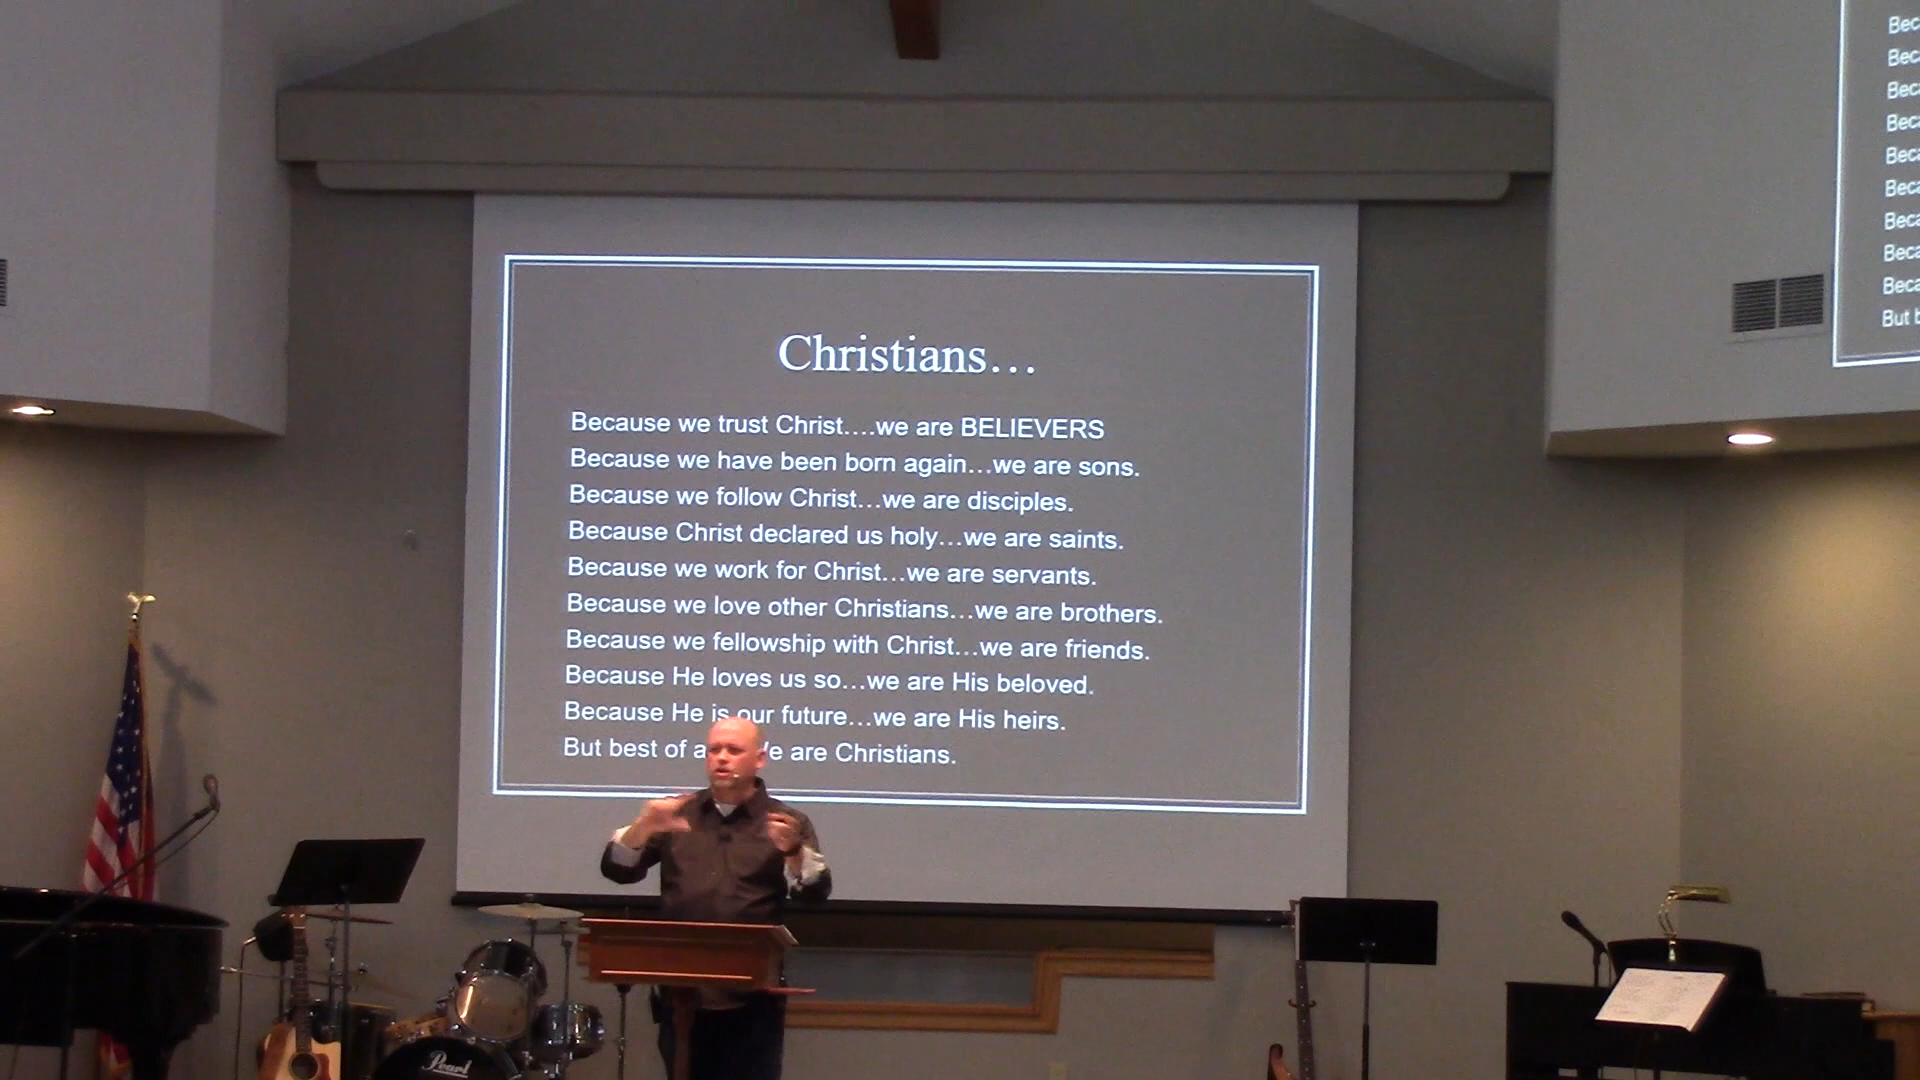 Christians…
Because we trust Christ….we are BELIEVERS
Because we have been born again…we are sons.
Because we follow Christ…we are disciples.
Because Christ declared us holy…we are saints.
Because we work for Christ…we are servants.
Because we love other Christians…we are brothers.
Because we fellowship with Christ…we are friends.
Because He loves us so…we are His beloved.
Because He is our future…we are His heirs.
But best of are Christians.
Pearl